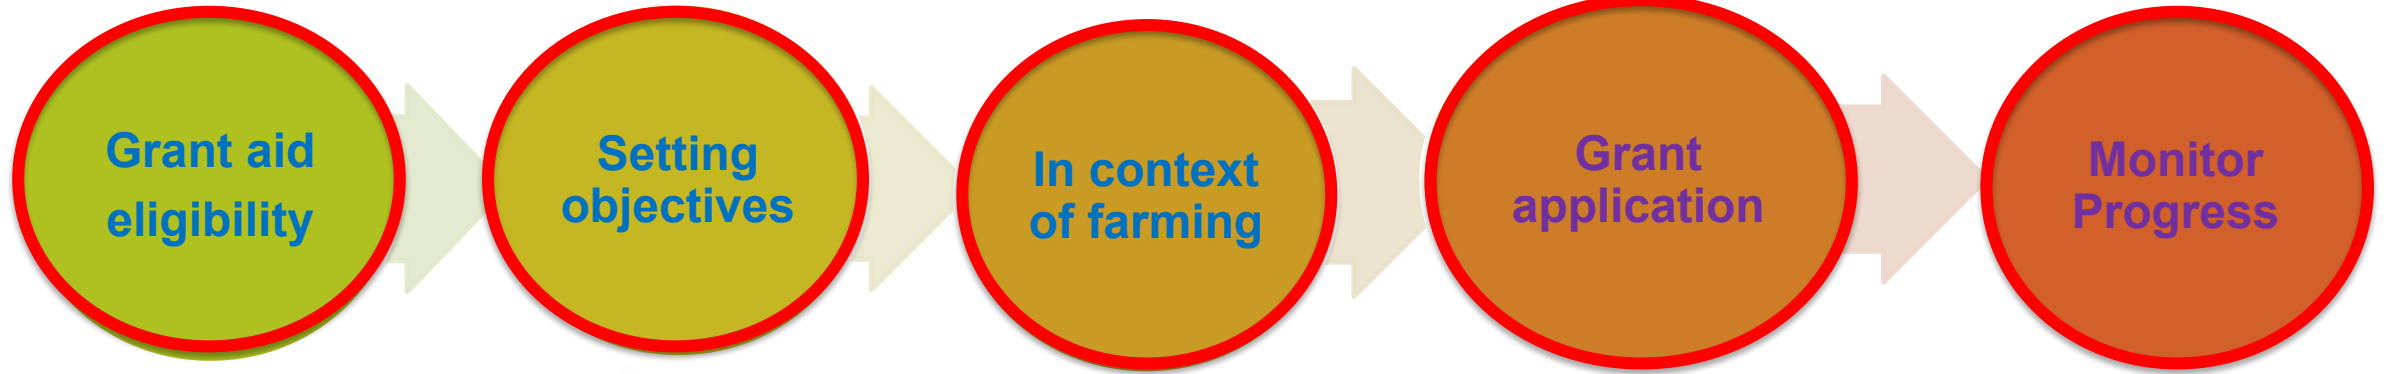 Grant aid
eligibility
Setting
objectives
In context
of farming
Grant
application
Monitor
Progress